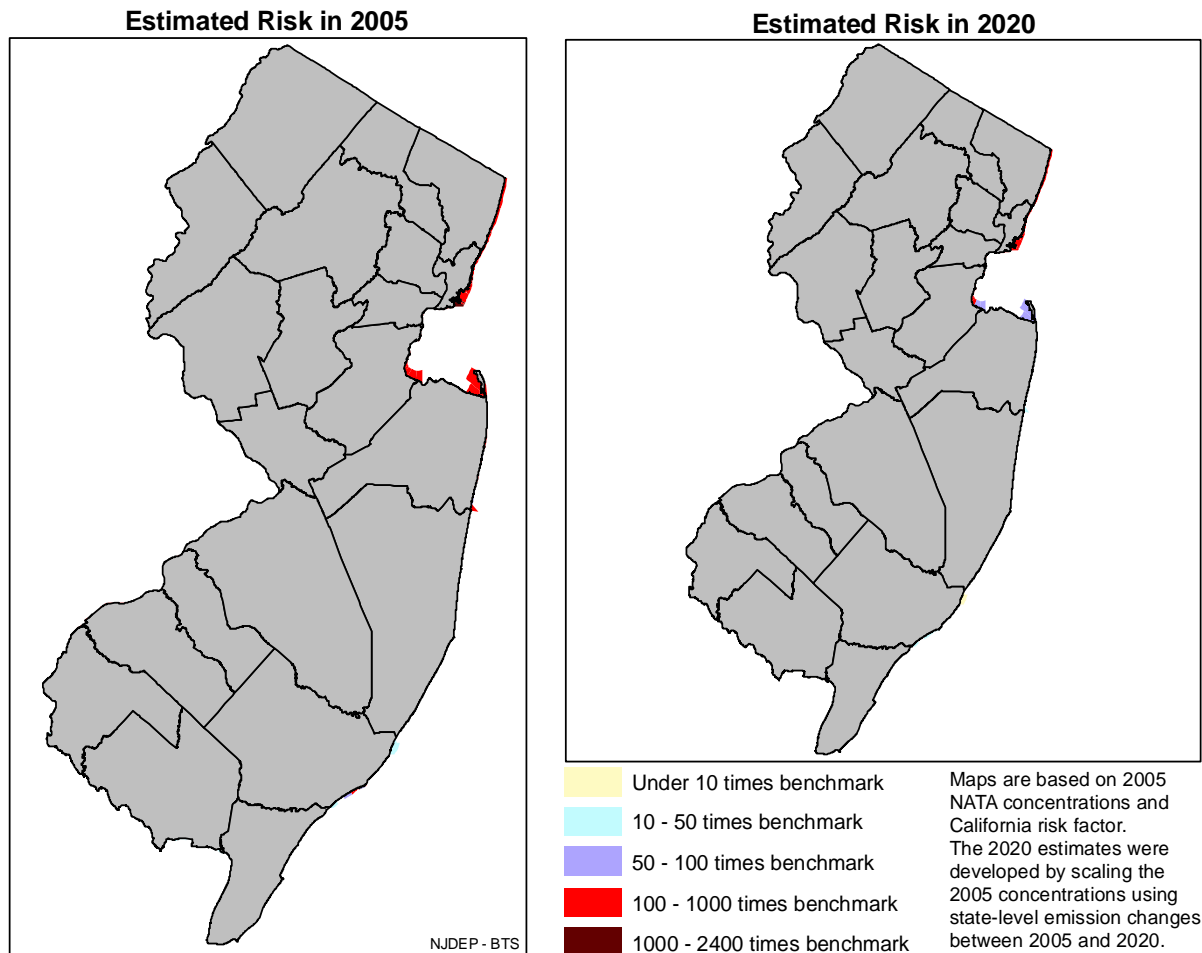 Estimated Risk in 2005
Estimated Risk in 2020
NJDEP - BTS
Under 10 times benchmark
10 - 50 times benchmark
50 - 100 times benchmark
100 - 1000 times benchmark
1000 - 2400 times benchmark
Maps are based on 2005
NATA concentrations and
California risk factor.
The 2020 estimates were
developed by scaling the
2005 concentrations using
state-level emission changes
between 2005 and 2020.